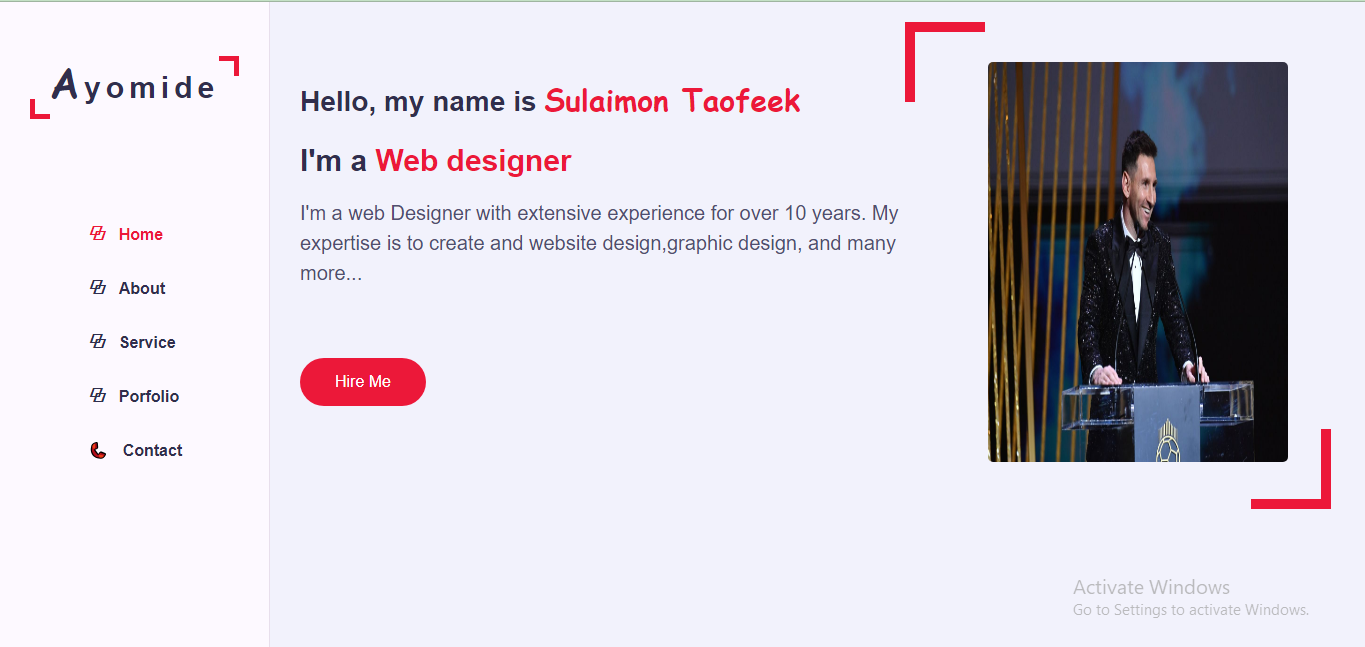 Ayomide
Home
About
Service
Porfolio
Contact
Hello, my name is Sulaimon Taofeek
I'm a Web designer
I'm a web Designer with extensive experience for over 10 years. My
expertise is to create and website design,graphic design, and many
more...
Hire Me
Activate Windows
Go to Settings to activate Windows.